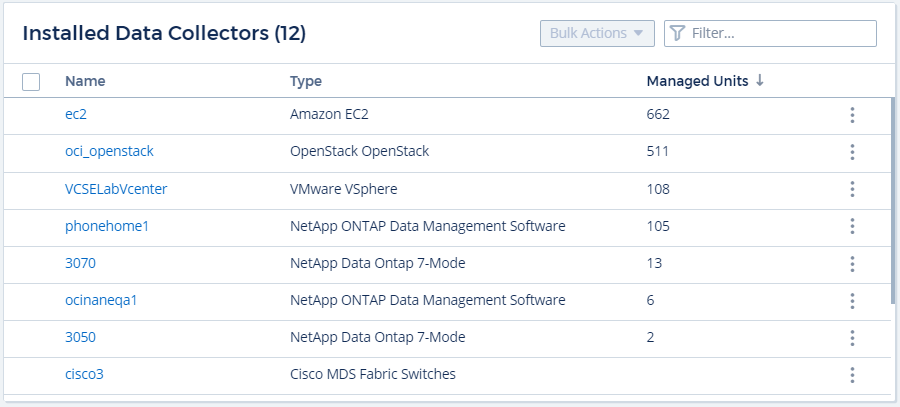 Installed Data Collectors (12)
Bulk Actions
Filter...
Name Type Managed Units ↓
ec2 Amazon EC2 662
oci_openstack OpenStack OpenStack 511
VCSELabVcenter VMware VSphere 108
phonehome1 NetApp ONTAP Data Management Software 105
3070 NetApp Data Ontap 7-Mode 13
ocinaneqa1 NetApp ONTAP Data Management Software 6
3050 NetApp Data Ontap 7-Mode 2
cisco3 Cisco MDS Fabric Switches